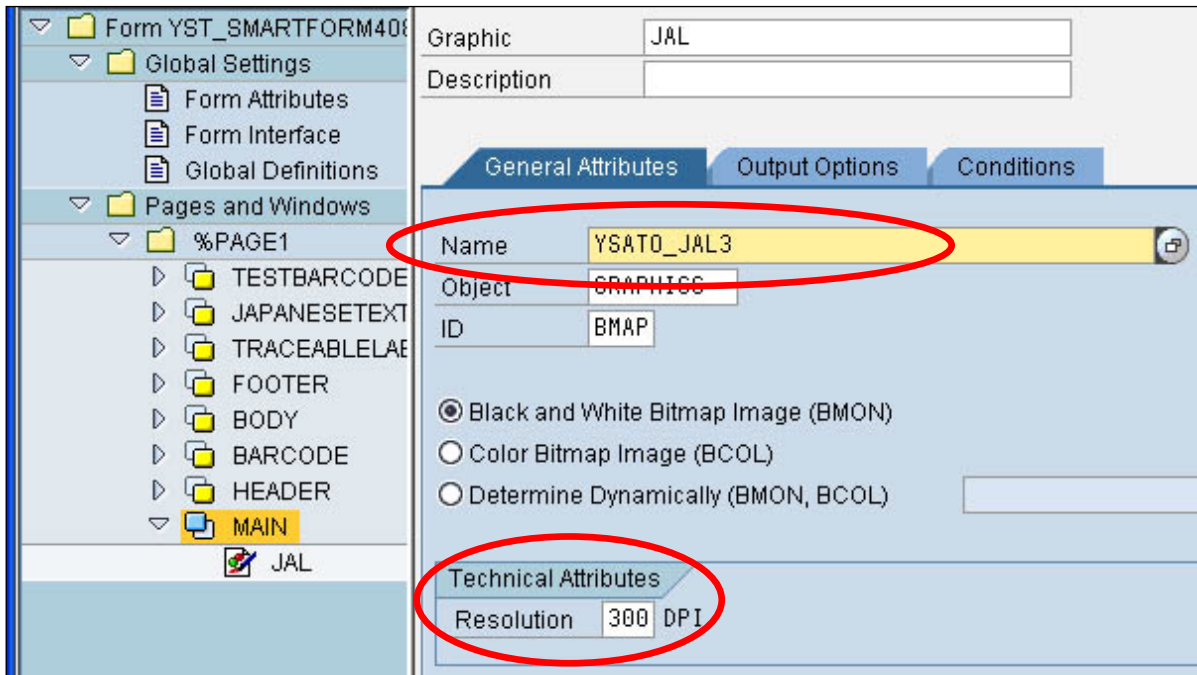 Form YST_SMARTFORM408
Global Settings
Form Attributes
Form Interface
Global Definitions
Pages and Windows
%PAGE1
TESTBARCODE
JAPANESETEXT
TRACEABLELAE
FOOTER
BODY
BARCODE
HEADER
MAIN
JAL
Graphic JAL
Description
General Attributes Output Options Conditions
Name YSATO_JAL3
Object GRAPHICS
ID BMAP
Black and White Bitmap Image (BMON)
Color Bitmap Image (BCOL)
Determine Dynamically (BMON, BCOL)
Technical Attributes
Resolution 300 DPI